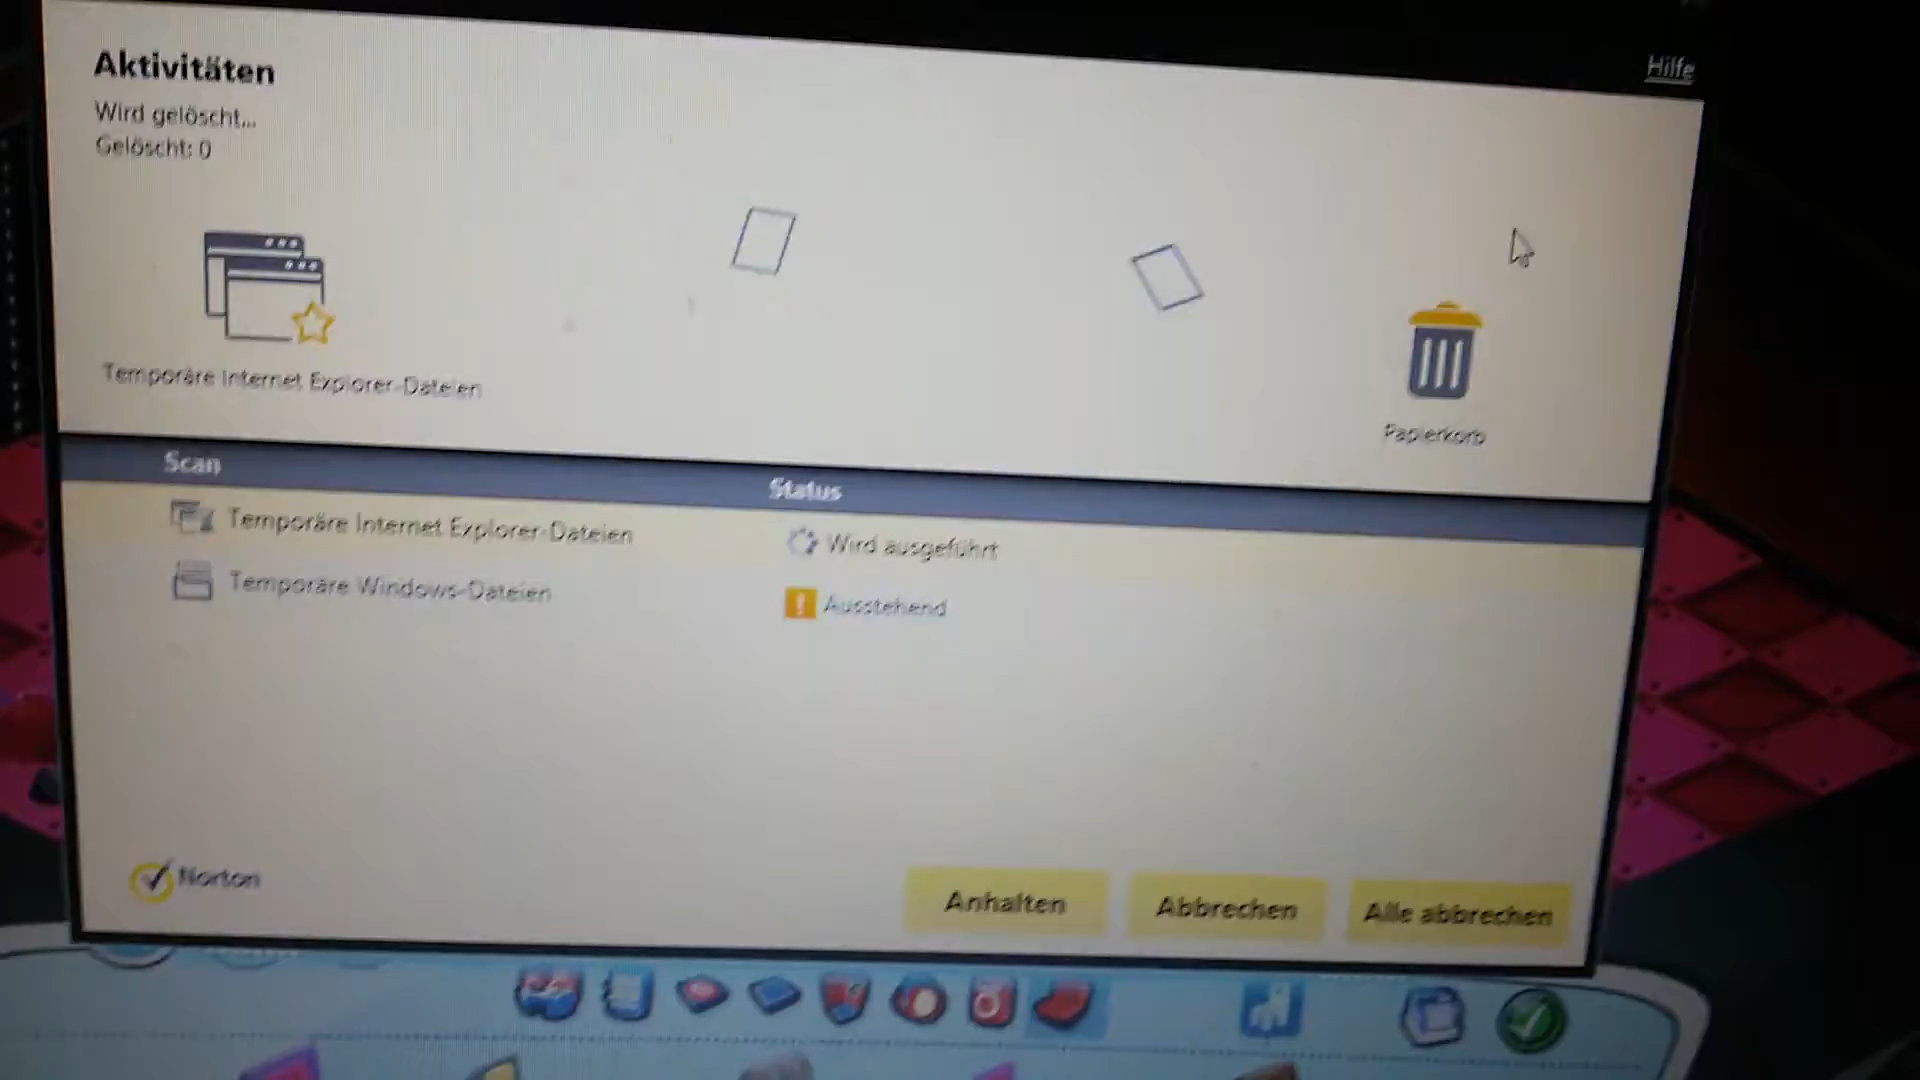 Hilfe
Aktivitäten
Wird gelöscht...
Gelöscht: 0
Temporäre Internet Explorer-Dateien
Papierkorb
Scan
Status
Temporäre Internet Explorer-Dateien
Wird ausgeführt
Temporäre Windows-Dateien
Ausstehend
Norton
Anhalten
Abbrechen
Alle abbrechen